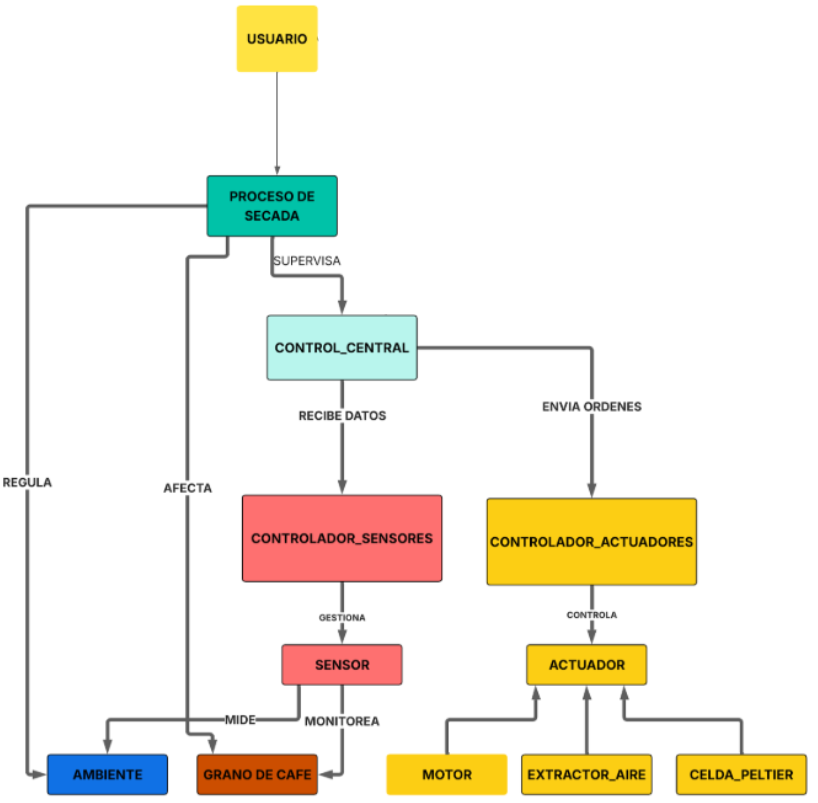 USUARIO
PROCESO DE
SECADA
SUPERVISA
CONTROL_CENTRAL
RECIBE DATOS
ENVIA ORDENES
REGULA
AFECTA
CONTROLADOR_SENSORES
CONTROLADOR_ACTUADORES
GESTIONA
CONTROLA
SENSOR
ACTUADOR
MIDE
MONITOREA
AMBIENTE
GRANO DE CAFE
MOTOR
EXTRACTOR_AIRE
CELDA_PELTIER